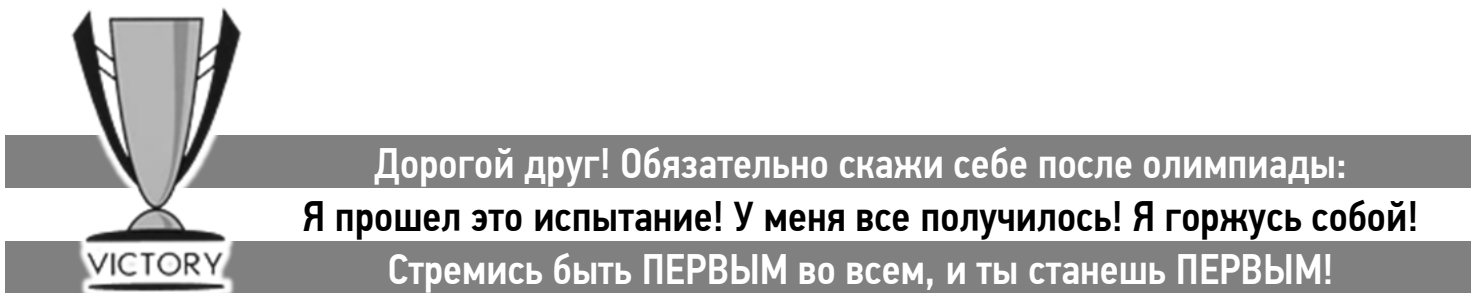 Дорогой друг! Обязательно скажи себе после олимпиады:
Я прошел это испытание! У меня все получилось! Я горжусь собой!
VICTORY
Стремись быть ПЕРВЫМ во всем, и ты станешь ПЕРВЫМ!